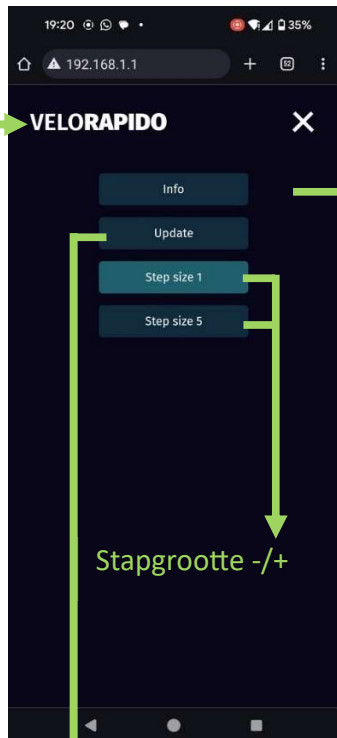 19:20
35%
192.168.1.1
52
VELORAPIDO
Info
Update
Step size 1
Step size 5
Stapgrootte -/+